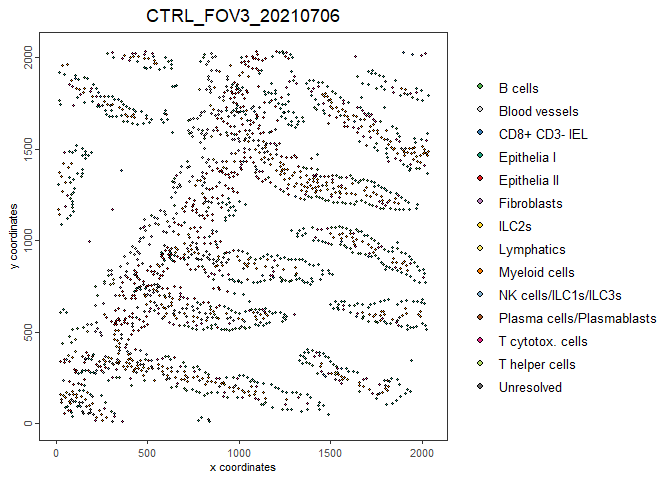 CTRL_FOV3_20210706
y coordinates
2000
1500
1000
500
0
0
500
1000
1500
2000
x coordinates
B cells
Blood vessels
CD8+ CD3- IEL
Epithelia I
Epithelia II
Fibroblasts
ILC2s
Lymphatics
Myeloid cells
NK cells/ILC1s/ILC3s
Plasma cells/Plasmablasts
T cytotox. cells
T helper cells
Unresolved